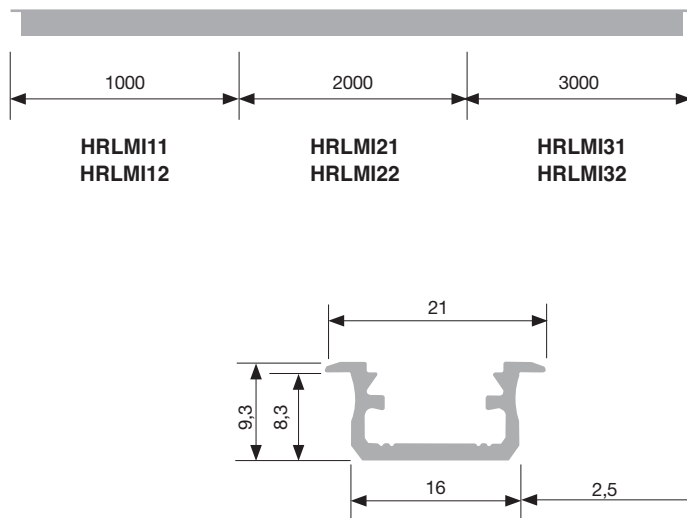 1000 2000 3000
HRLMI11 HRLMI21 HRLMI31
HRLMI12 HRLMI22 HRLMI32
21
9,3 8,3
16 2,5